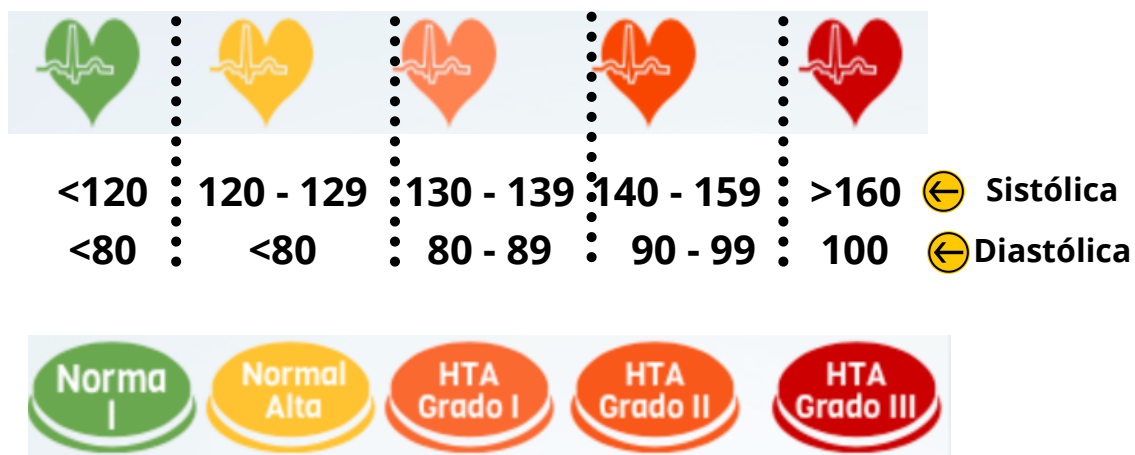 <120 120 - 129 130 - 139 140 - 159 >160 Sistólica
<80 <80 80 - 89 90 - 99 100 Diastólica
Norma Normal HTA HTA HTA
l Alta Grado I Grado II Grado III